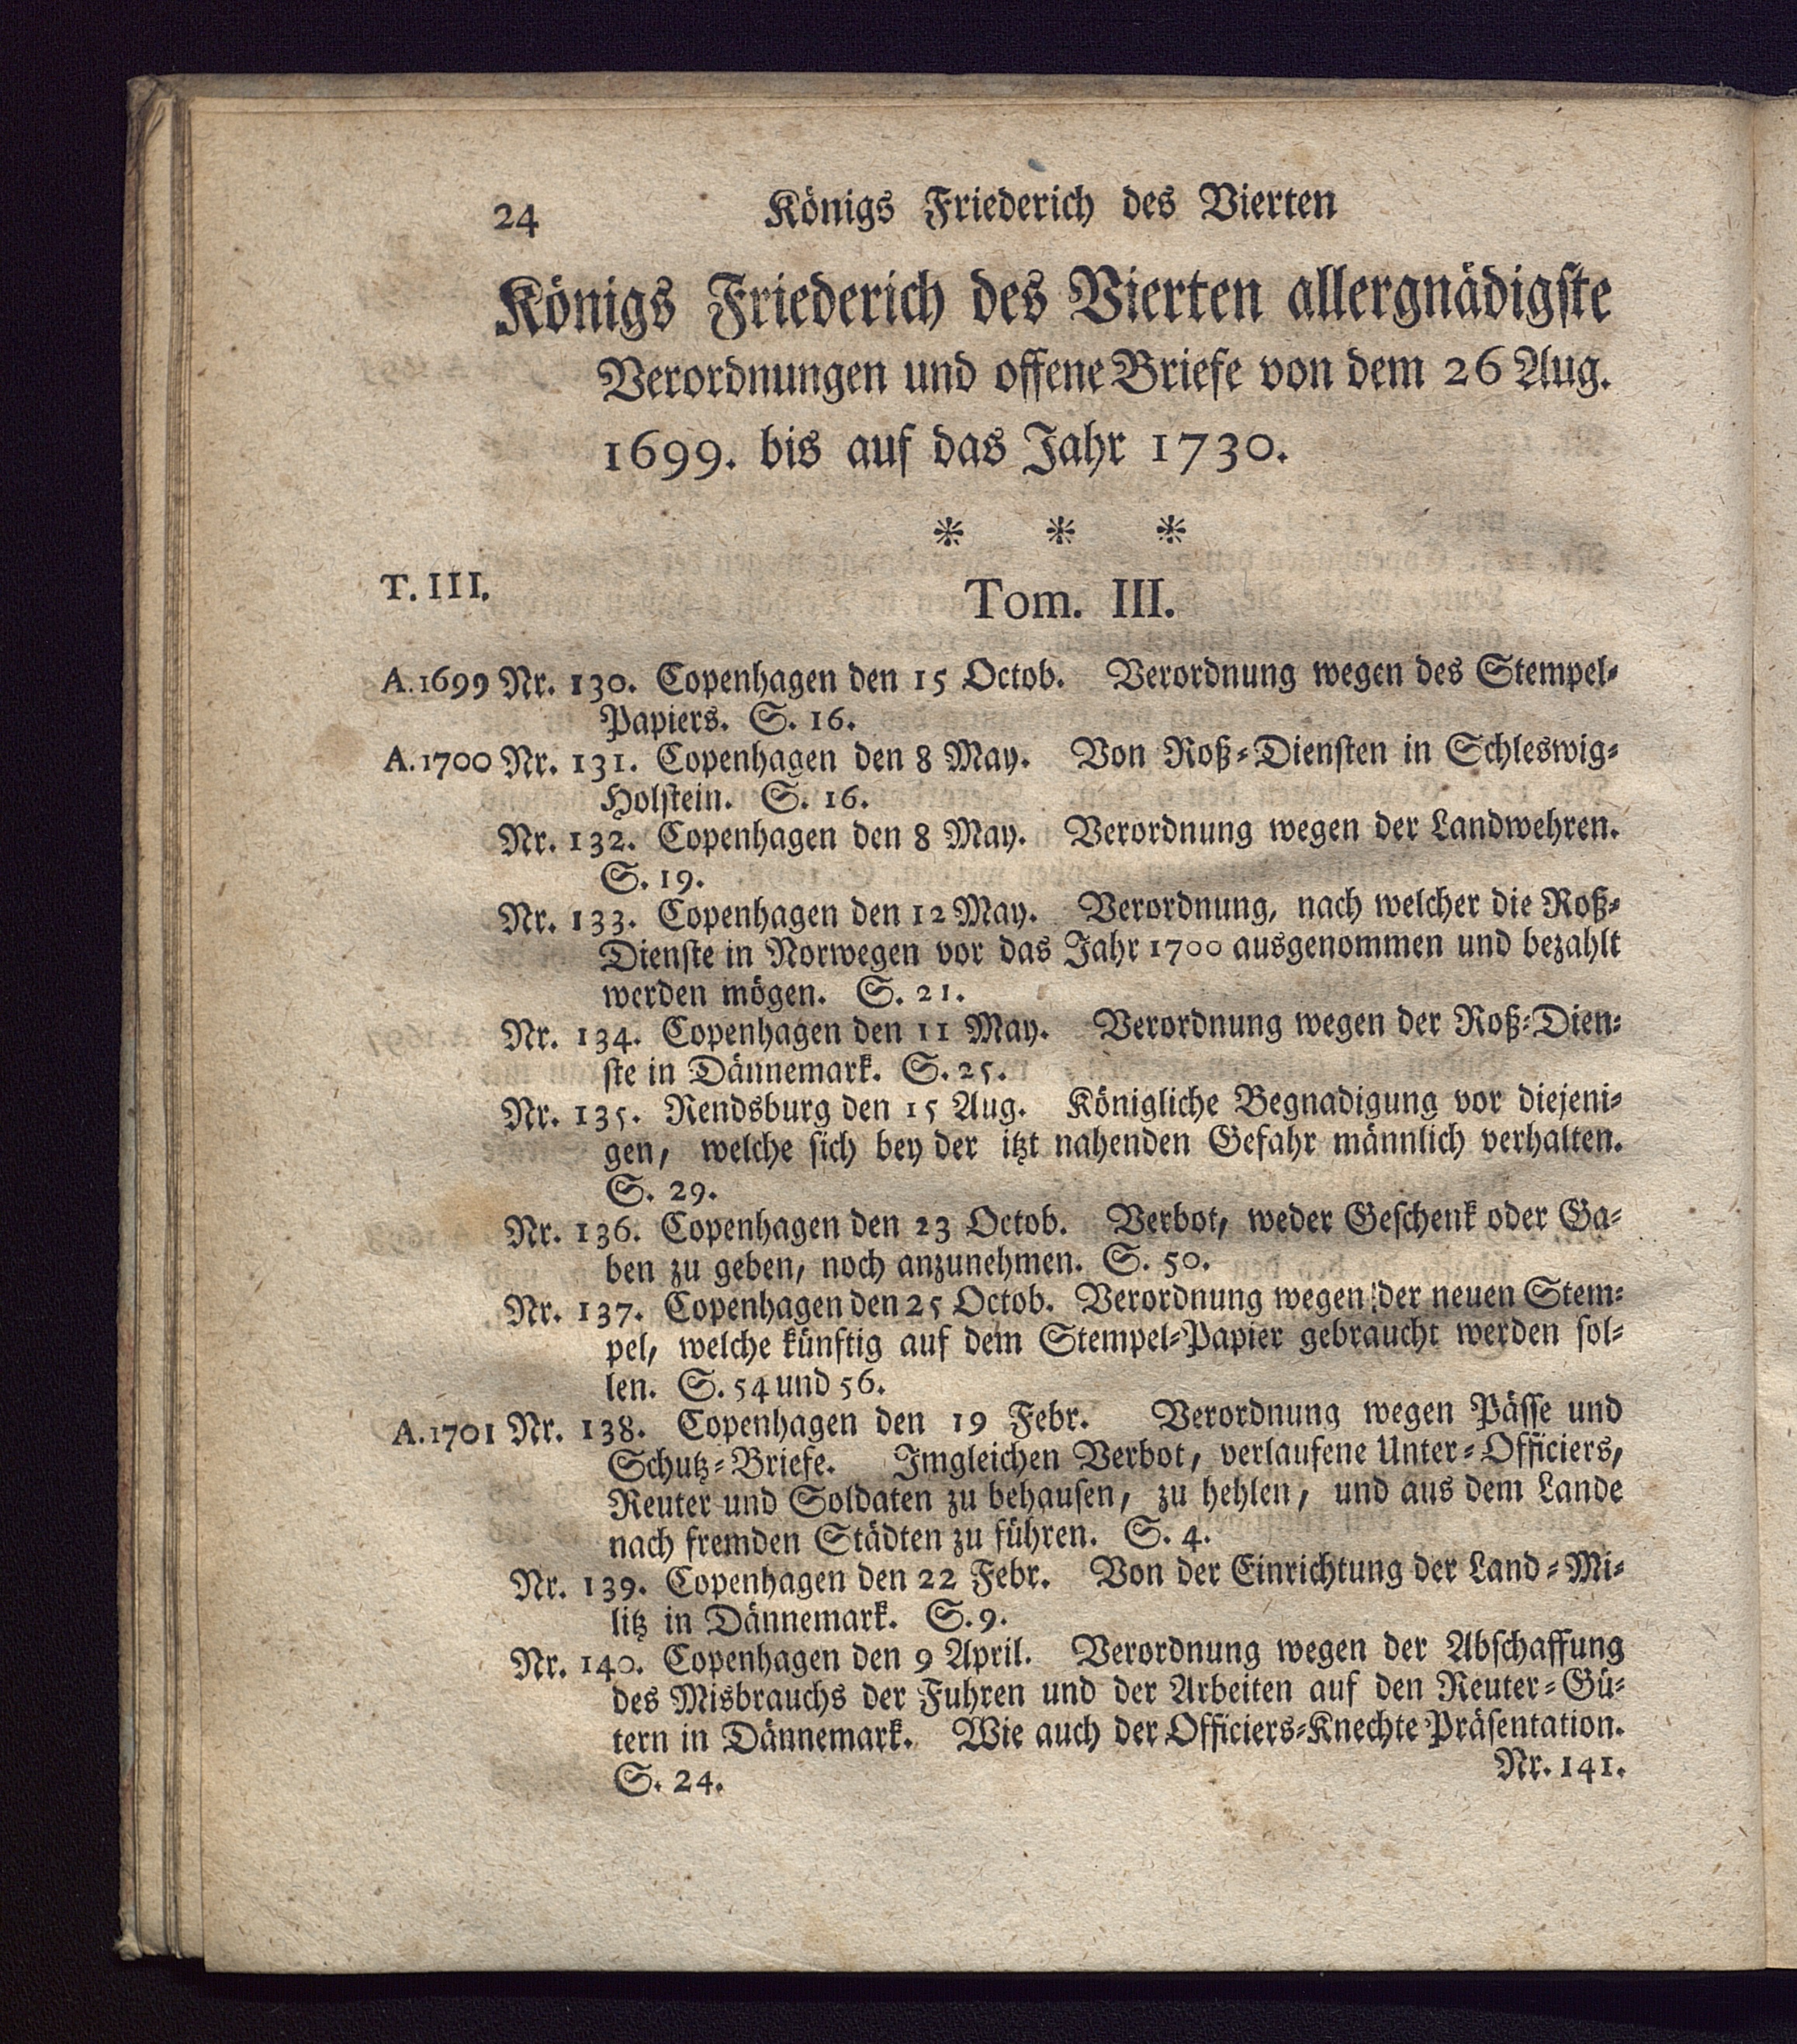 24 Königs Friederich des Vierten
Königs Friederich des Vierten allergnädigste
Verordnungen und offene Briefe von dem 26 Aug.
1699. bis auf das Jahr 1730.
* * *
T. III. Tom. III.
A. 1699 Nr. 130. Copenhagen den 15 Octob. Verordnung wegen des Stempel-
Papiers. S. 16.
A. 1700 Nr. 131. Copenhagen den 8 May. Von Roß-Diensten in Schleswig-
Holstein. S. 16.
Nr. 132. Copenhagen den 8 May. Verordnung wegen der Landwehren.
S. 19.
Nr. 133. Copenhagen den 12 May. Verordnung, nach welcher die Roß-
Dienste in Norwegen vor das Jahr 1700 ausgenommen und bezahlt
werden mögen. S. 21.
Nr. 134. Copenhagen den 11 May. Verordnung wegen der Roß-Dien-
ste in Dännemark. S. 25.
Nr. 135. Rendsburg den 15 Aug. Königliche Begnadigung vor diejeni-
gen, welche sich bey der itzt nahenden Gefahr männlich verhalten.
S. 29.
Nr. 136. Copenhagen den 23 Octob. Verbot, weder Geschenk oder Ga-
ben zu geben, noch anzunehmen. S. 50.
Nr. 137. Copenhagen den 25 Octob. Verordnung wegen der neuen Stem-
pel, welche künftig auf dem Stempel-Papier gebraucht werden sol-
len. S. 54 und 56.
A. 1701 Nr. 138. Copenhagen den 19 Febr. Verordnung wegen Pässe und
Schutz-Briefe. Imgleichen Verbot, verlaufene Unter-Officiers,
Reuter und Soldaten zu behausen, zu hehlen, und aus dem Lande
nach fremden Städten zu führen. S. 4.
Nr. 139. Copenhagen den 22 Febr. Von der Einrichtung der Land-Mi-
litz in Dännemark. S. 9.
Nr. 140. Copenhagen den 9 April. Verordnung wegen der Abschaffung
des Misbrauchs der Fuhren und der Arbeiten auf den Reuter-Gü-
tern in Dännemark. Wie auch der Officiers-Knechte Präsentation.
S. 24. Nr. 141.